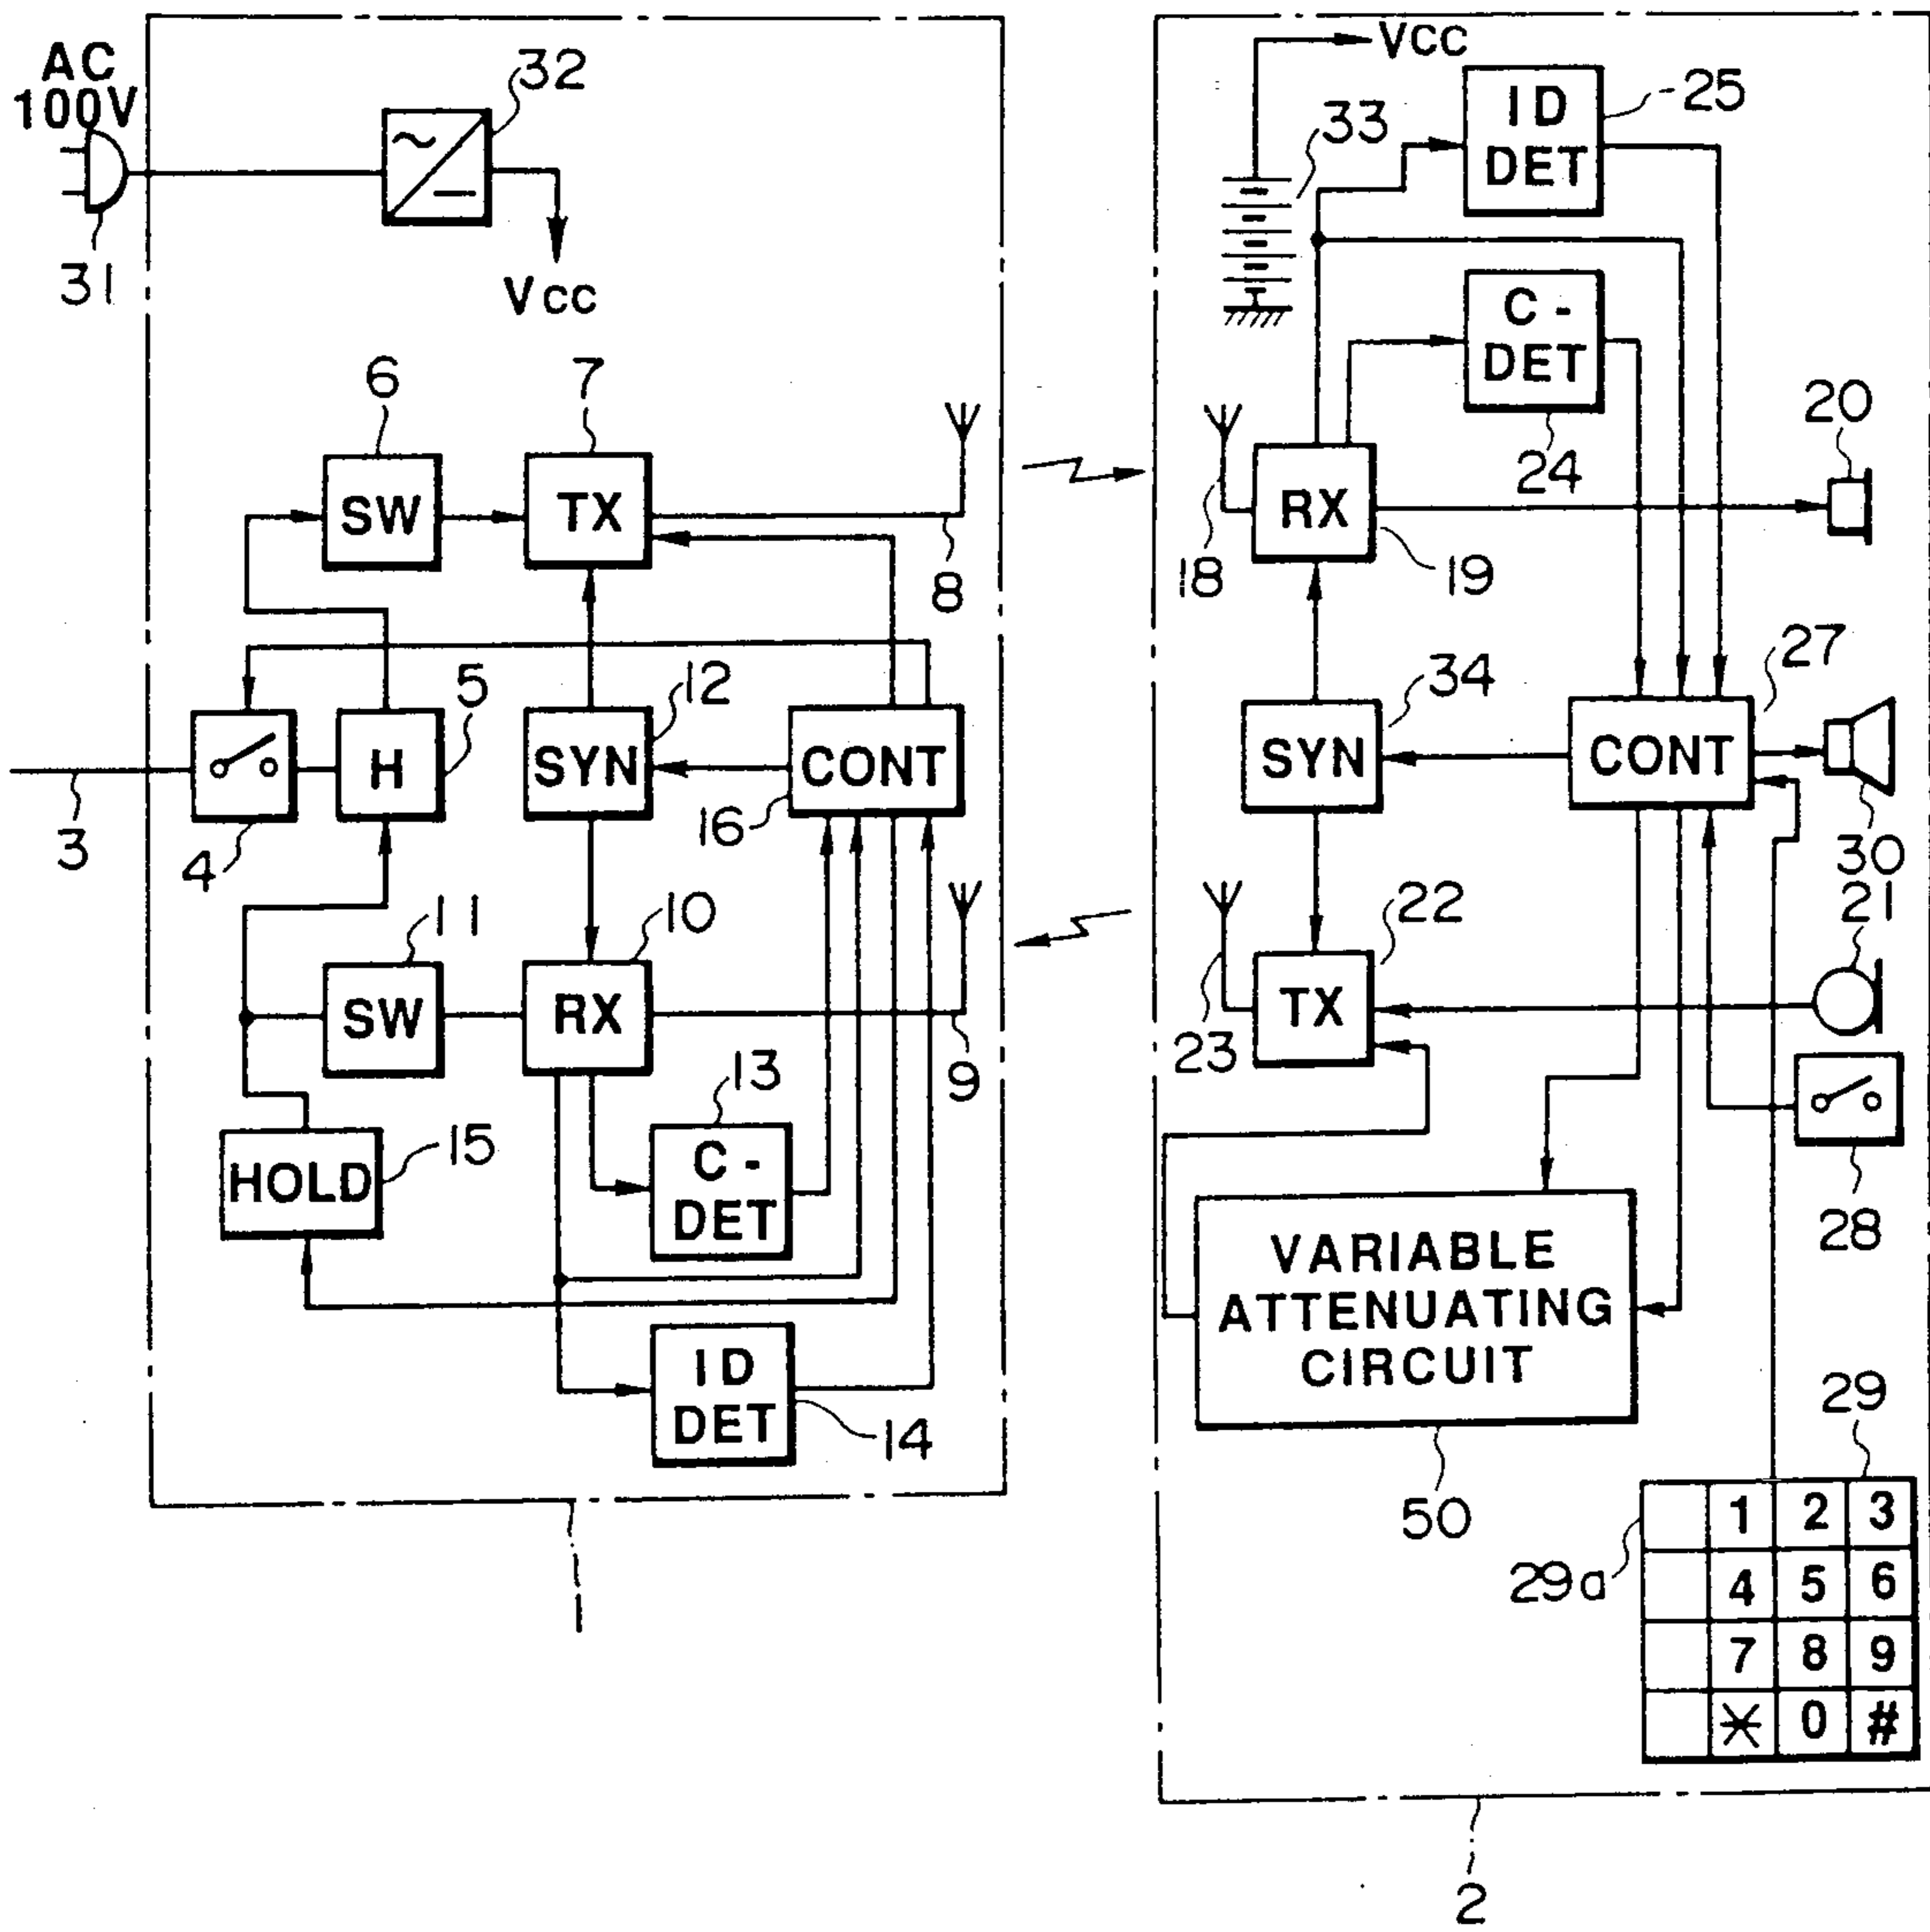 AC
100V
31
32
Vcc
6
SW
7
TX
8
3
4
5
H
12
SYN
CONT
16
11
SW
10
RX
9
15
HOLD
13
C-
DET
ID
DET
14
1
Vcc
33
ID
DET
25
C-
DET
24
18
RX
19
20
34
SYN
CONT
27
30
21
22
TX
23
28
VARIABLE
ATTENUATING
CIRCUIT
50
29
29a
1 2 3
4 5 6
7 8 9
* 0 #
2